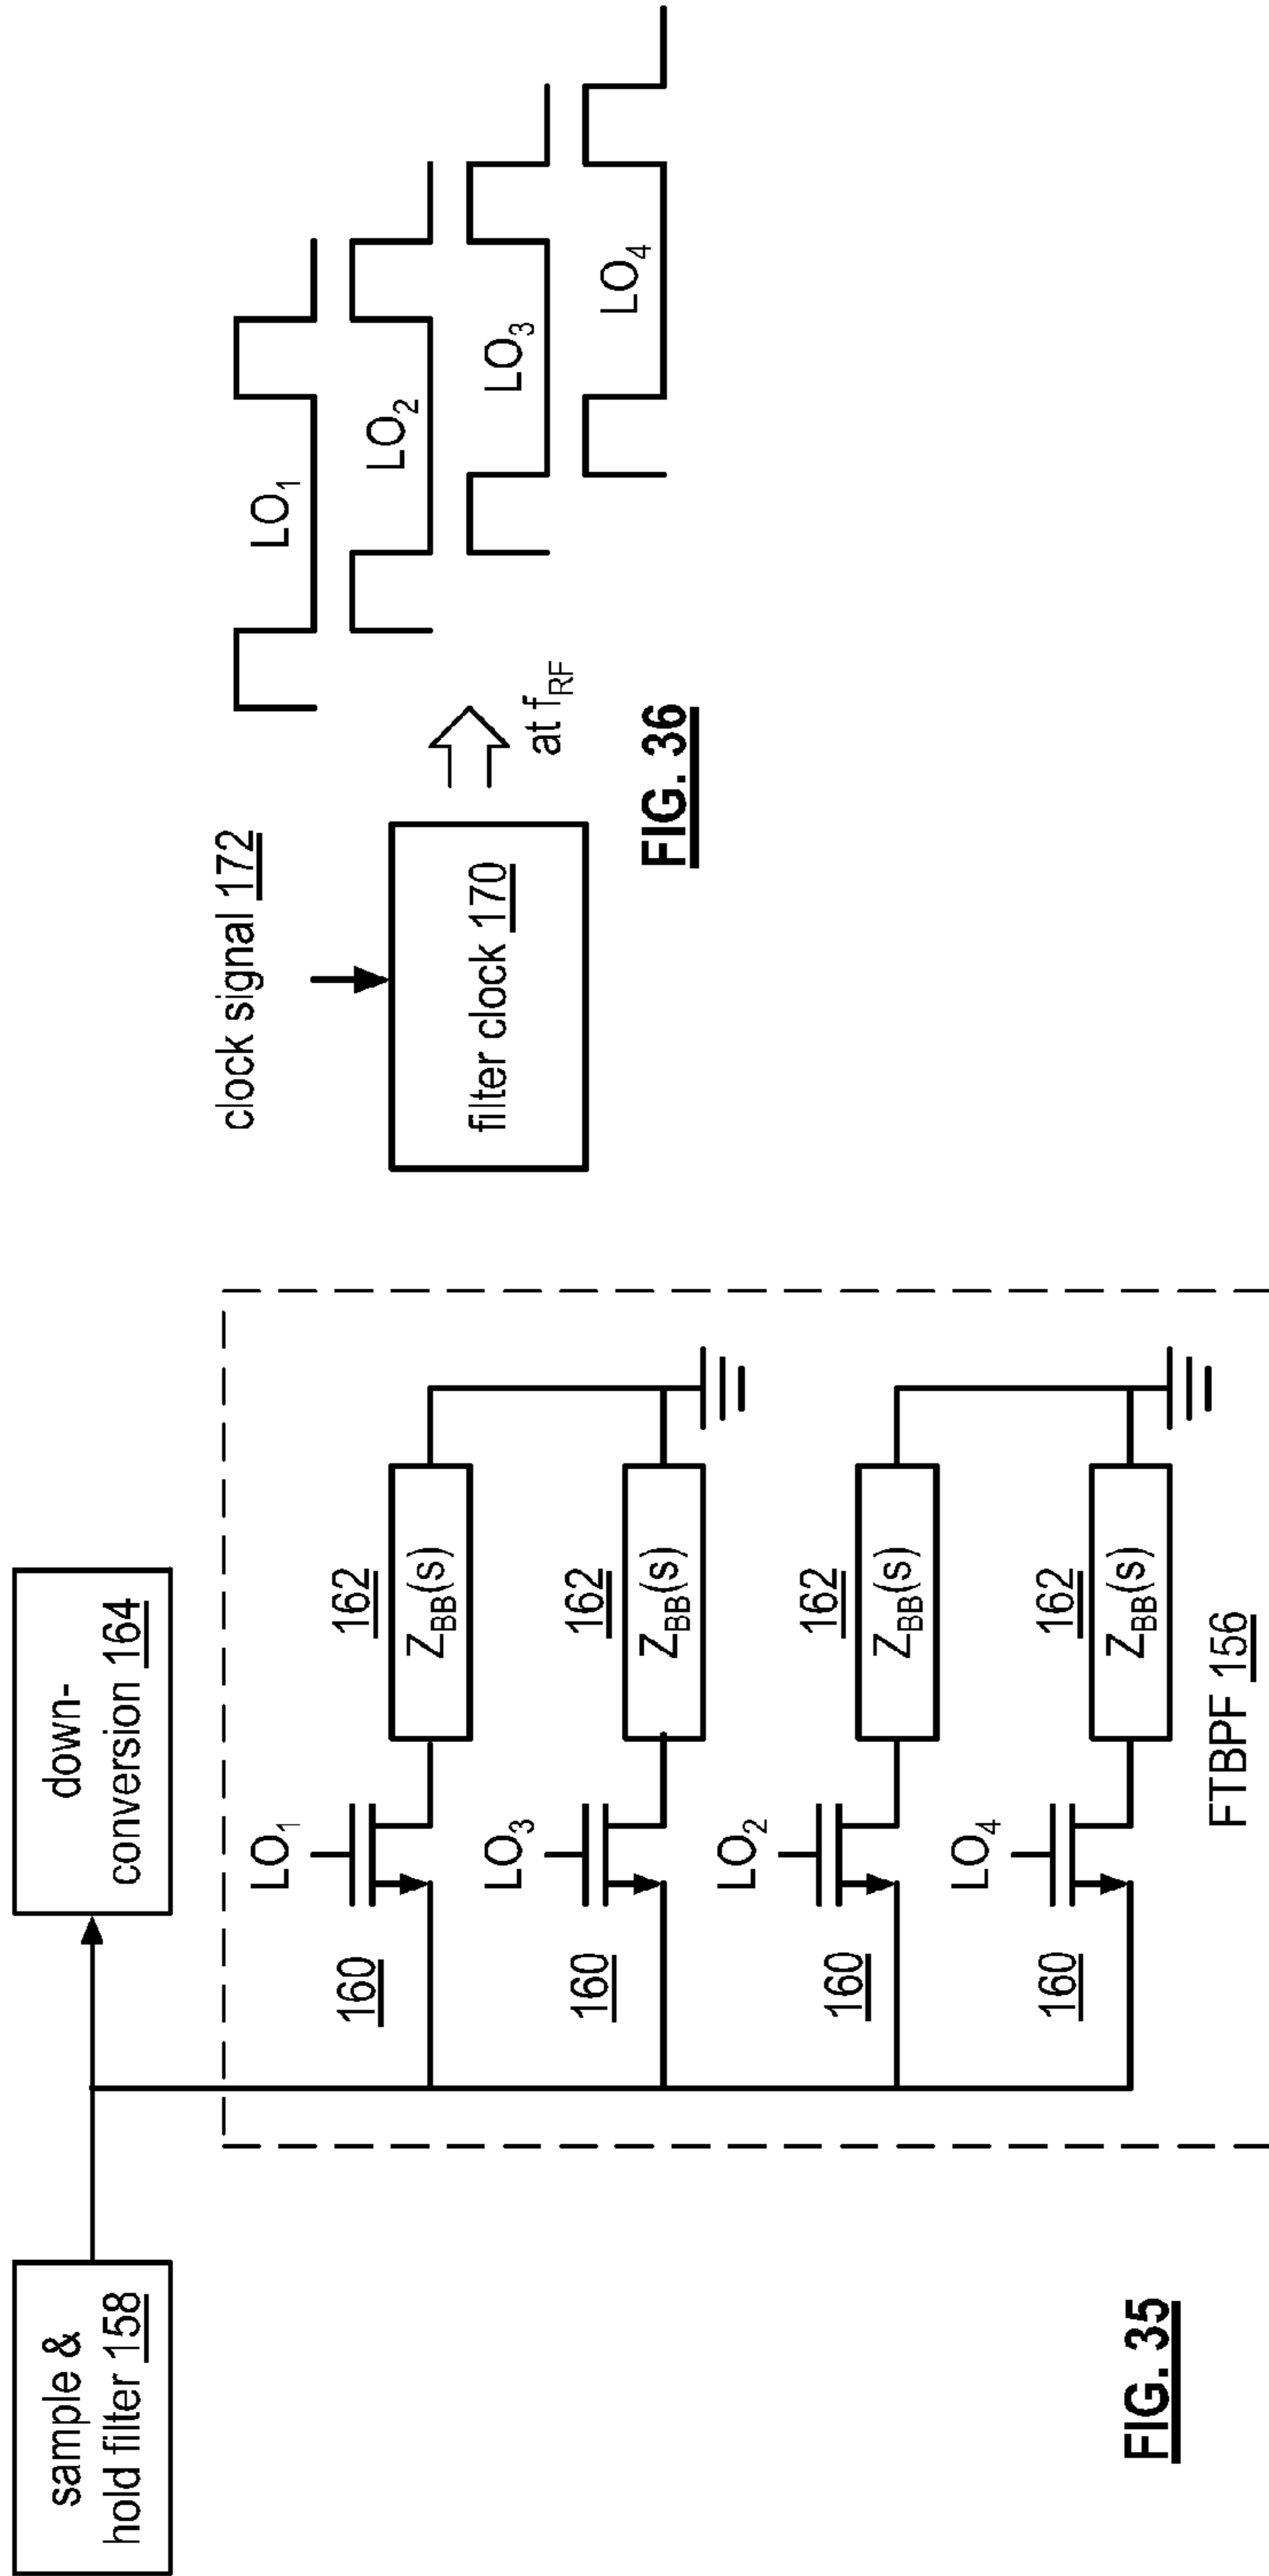 sample &
hold filter 158
down-
conversion 164
LO1
160
162
ZBB(s)
LO3
160
162
ZBB(s)
LO2
160
162
ZBB(s)
LO4
160
162
ZBB(s)
FTBPF 156
FIG. 35
clock signal 172
filter clock 170
at fRF
LO1
LO2
LO3
LO4
FIG. 36